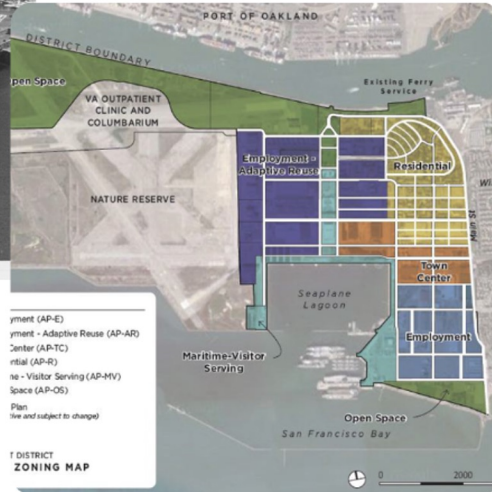 PORT OF OAKLAND
DISTRICT BOUNDARY
pen Space
Existing Ferry
Service
VA OUTPATIENT
CLINIC AND
COLUMBARIUM
Employment -
Adaptive Reuse
Residential
NATURE RESERVE
Main St
Town
Center
Seaplane
Lagoon
Employment
Maritime-Visitor
Serving
Open Space
San Francisco Bay
yment (AP-E)
yment - Adaptive Reuse (AP-AR)
Center (AP-TC)
ntial (AP-R)
ne - Visitor Serving (AP-MV)
Space (AP-OS)
Plan
tive and subject to change)
T DISTRICT
ZONING MAP
0 2000